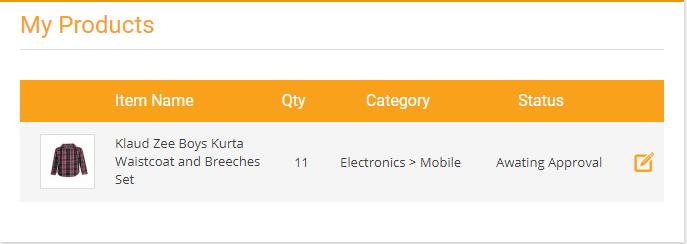 My Products
Item Name Qty Category Status
Klaud Zee Boys Kurta
Waistcoat and Breeches 11 Electronics > Mobile Awating Approval
Set